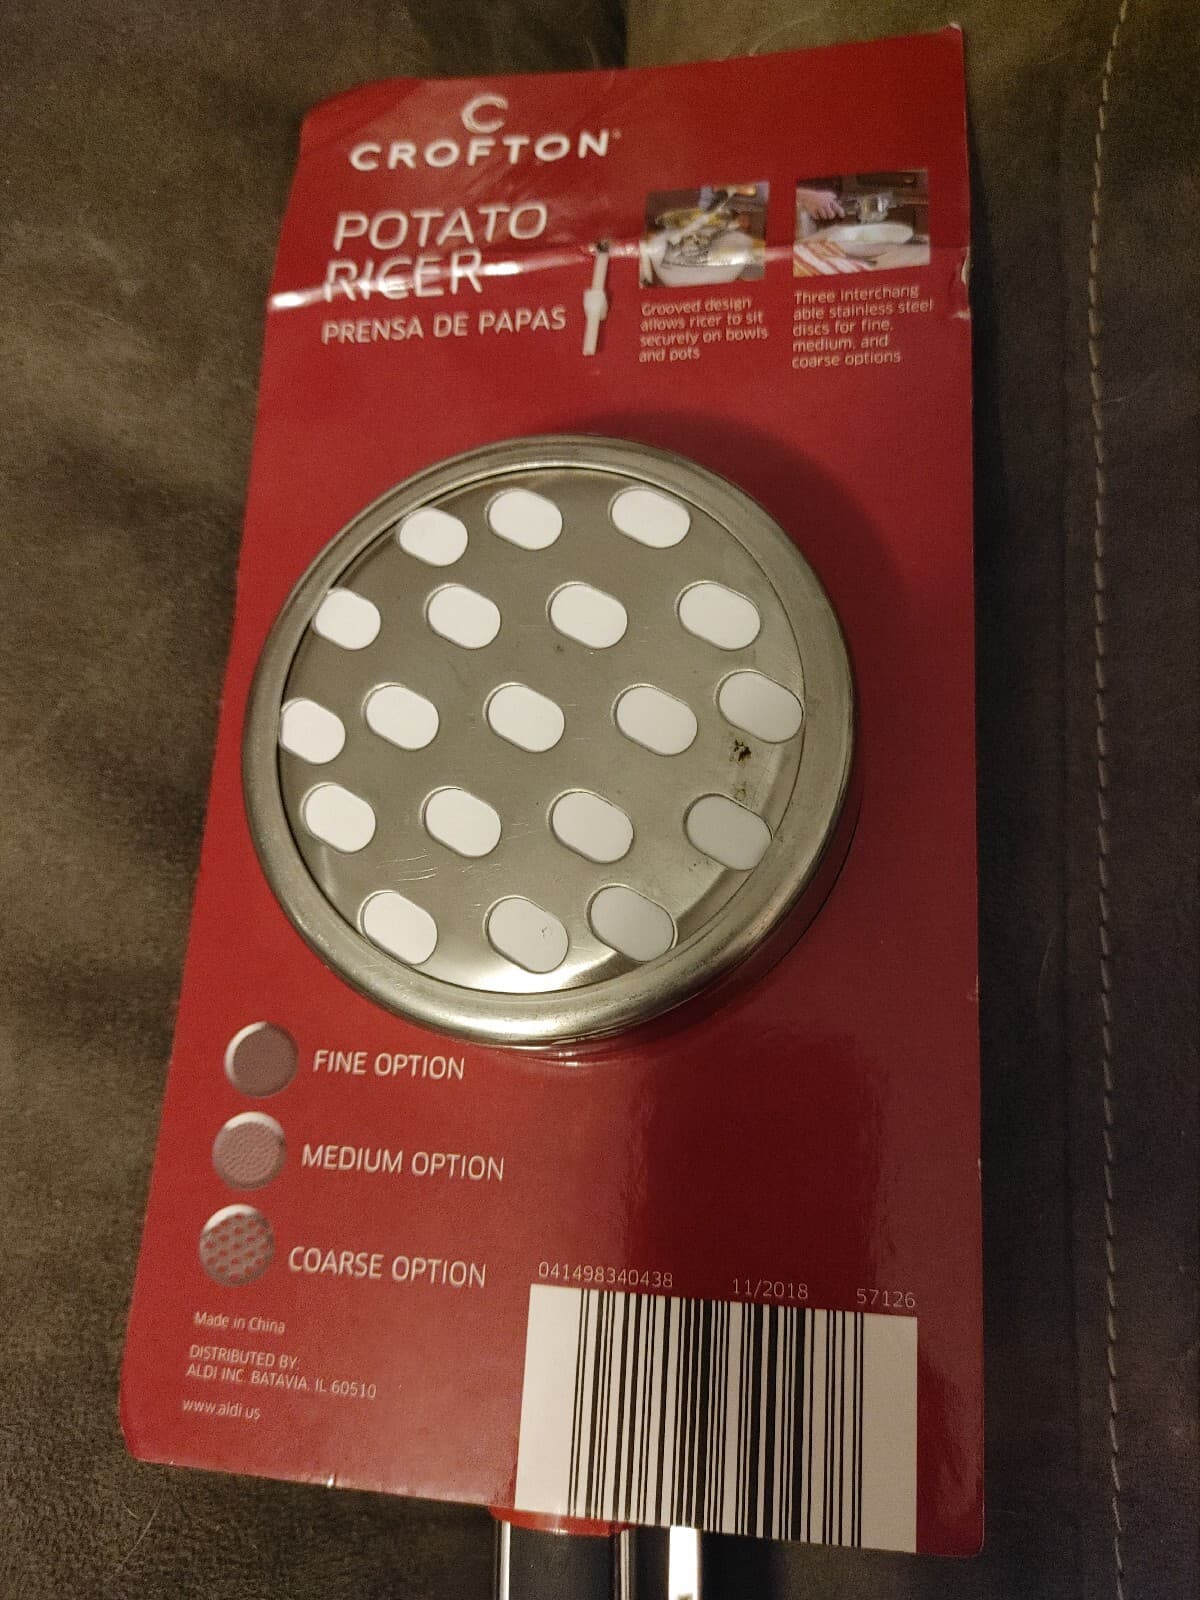 C
CROFTON®
POTATO
RICER
PRENSA DE PAPAS
Grooved design
allows ricer to sit
securely on bowls
and pots
Three interchang
able stainless steel
discs for fine,
medium, and
coarse options
FINE OPTION
MEDIUM OPTION
COARSE OPTION
Made in China
DISTRIBUTED BY:
ALDI INC. BATAVIA, IL 60510
www.aldi.us
041498340438 11/2018 57126